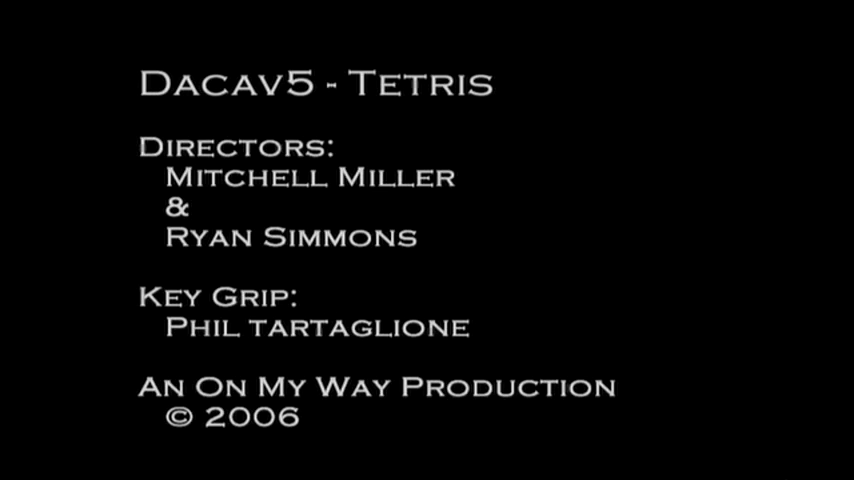 Dacav5 - Tetris
Directors:
Mitchell Miller
&
Ryan Simmons
Key Grip:
Phil tartaglione
An On My Way Production
© 2006